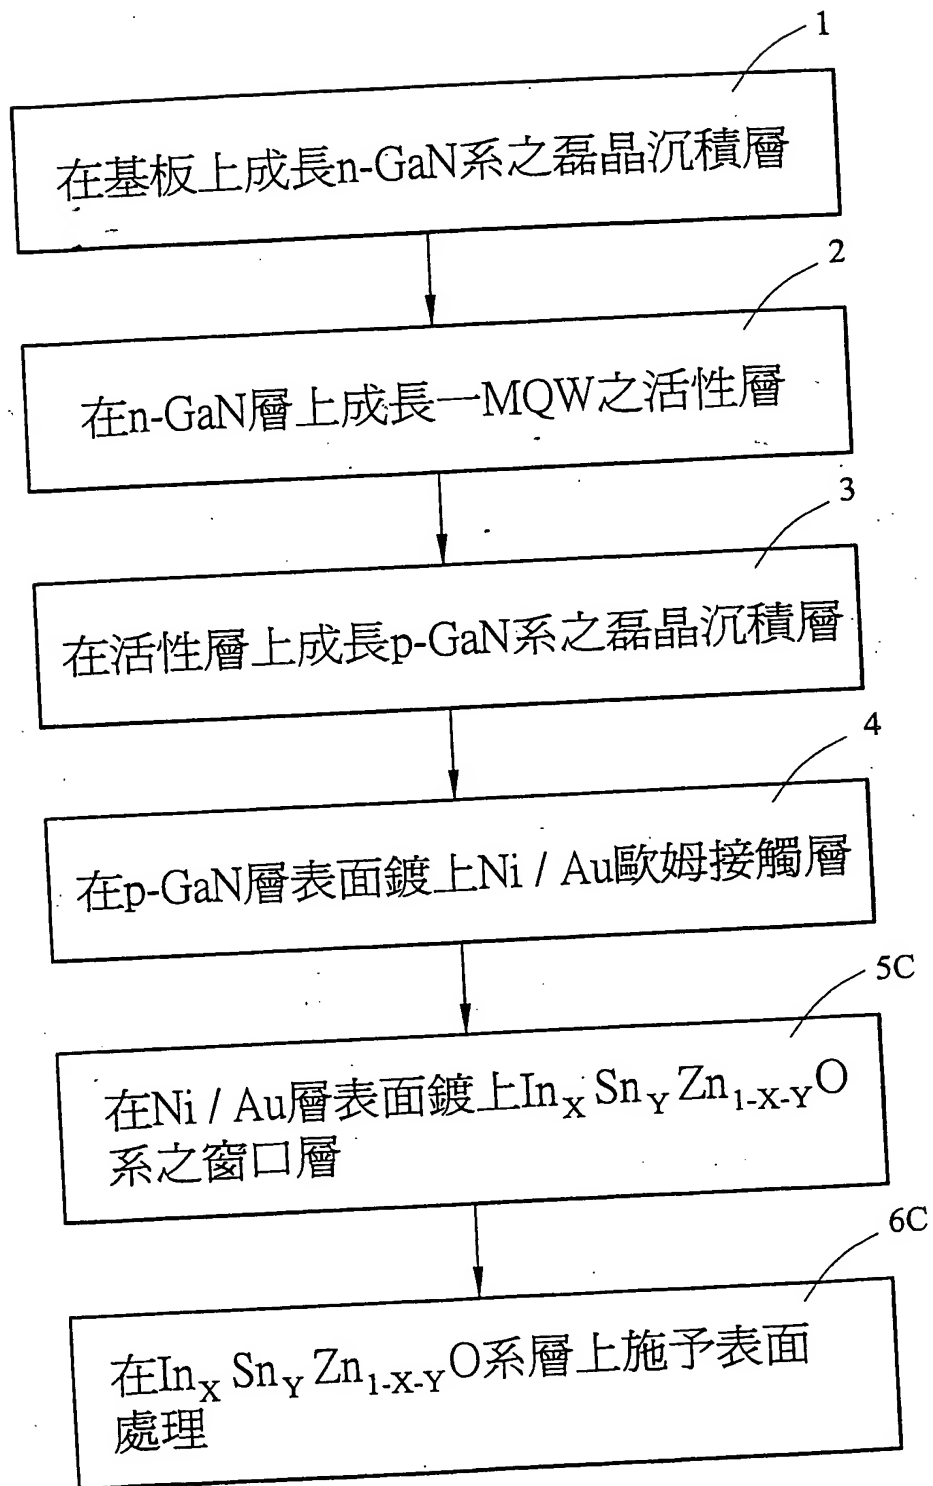 1
在基板上成長n-GaN系之磊晶沉積層
2
在n-GaN層上成長一MQW之活性層
3
在活性層上成長p-GaN系之磊晶沉積層
4
在p-GaN層表面鍍上Ni / Au歐姆接觸層
5C
在Ni / Au層表面鍍上In_X Sn_Y Zn_{1-X-Y}O
系之窗口層
6C
在In_X Sn_Y Zn_{1-X-Y}O系層上施予表面
處理